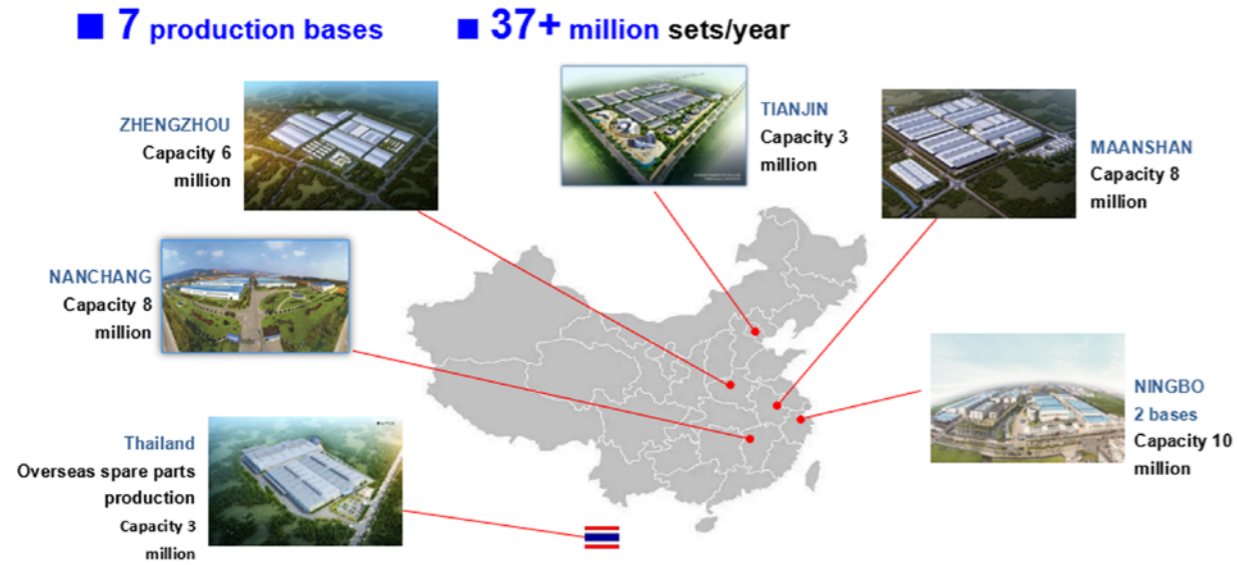 7 production bases
37+ million sets/year
ZHENGZHOU
Capacity 6
million
TIANJIN
Capacity 3
million
MAANSHAN
Capacity 8
million
NANCHANG
Capacity 8
million
NINGBO
2 bases
Capacity 10
million
Thailand
Overseas spare parts
production
Capacity 3
million